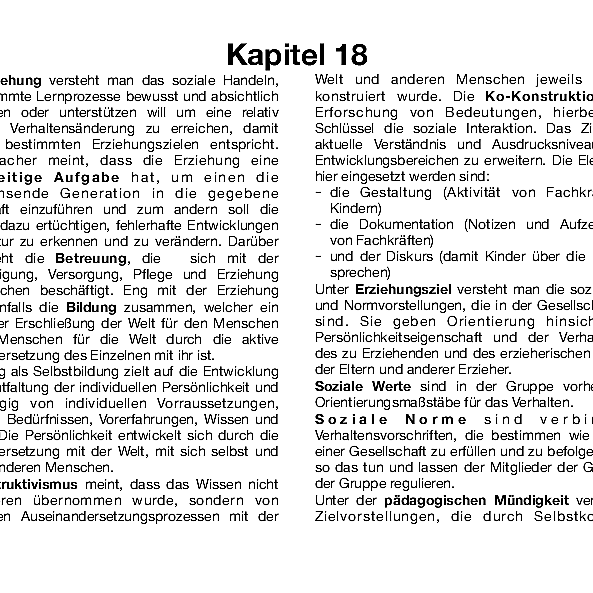 Kapitel 18
ehung versteht man das soziale Handeln,
mmte Lernprozesse bewusst und absichtlich
en oder unterstützen will um eine relativ
Verhaltensänderung zu erreichen, damit
bestimmten Erziehungszielen entspricht.
acher meint, dass die Erziehung eine
eitige Aufgabe hat, um einen die
nsende Generation in die gegebene
aft einzuführen und zum andern soll die
dazu ertüchtigen, fehlerhafte Entwicklungen
tur zu erkennen und zu verändern. Darüber
eht die Betreuung, die sich mit der
igung, Versorgung, Pflege und Erziehung
chen beschäftigt. Eng mit der Erziehung
nfalls die Bildung zusammen, welcher ein
er Erschließung der Welt für den Menschen
Menschen für die Welt durch die aktive
ersetzung des Einzelnen mit ihr ist.
g als Selbstbildung zielt auf die Entwicklung
tfaltung der individuellen Persönlichkeit und
gig von individuellen Vorraussetzungen,
Bedürfnissen, Vorerfahrungen, Wissen und
Die Persönlichkeit entwickelt sich durch die
ersetzung mit der Welt, mit sich selbst und
nderen Menschen.
truktivismus meint, dass das Wissen nicht
ren übernommen wurde, sondern von
en Auseinandersetzungsprozessen mit der
Welt und anderen Menschen jeweils
konstruiert wurde. Die Ko-Konstruktio
Erforschung von Bedeutungen, hierbe
Schlüssel die soziale Interaktion. Das Zi
aktuelle Verständnis und Ausdrucksnivea
Entwicklungsbereichen zu erweitern. Die Ele
hier eingesetzt werden sind:
- die Gestaltung (Aktivität von Fachkr
Kindern)
- die Dokumentation (Notizen und Aufze
von Fachkräften)
- und der Diskurs (damit Kinder über die
sprechen)
Unter Erziehungsziel versteht man die soz
und Normvorstellungen, die in der Gesellsch
sind. Sie geben Orientierung hinsich
Persönlichkeitseigenschaft und der Verha
des zu Erziehenden und des erzieherischen
der Eltern und anderer Erzieher.
Soziale Werte sind in der Gruppe vorhe
Orientierungsmaßstäbe für das Verhalten.
Soziale Norme sind verbin
Verhaltensvorschriften, die bestimmen wie
einer Gesellschaft zu erfüllen und zu befolge
so das tun und lassen der Mitglieder der G
der Gruppe regulieren.
Unter der pädagogischen Mündigkeit ver
Zielvorstellungen, die durch Selbstko